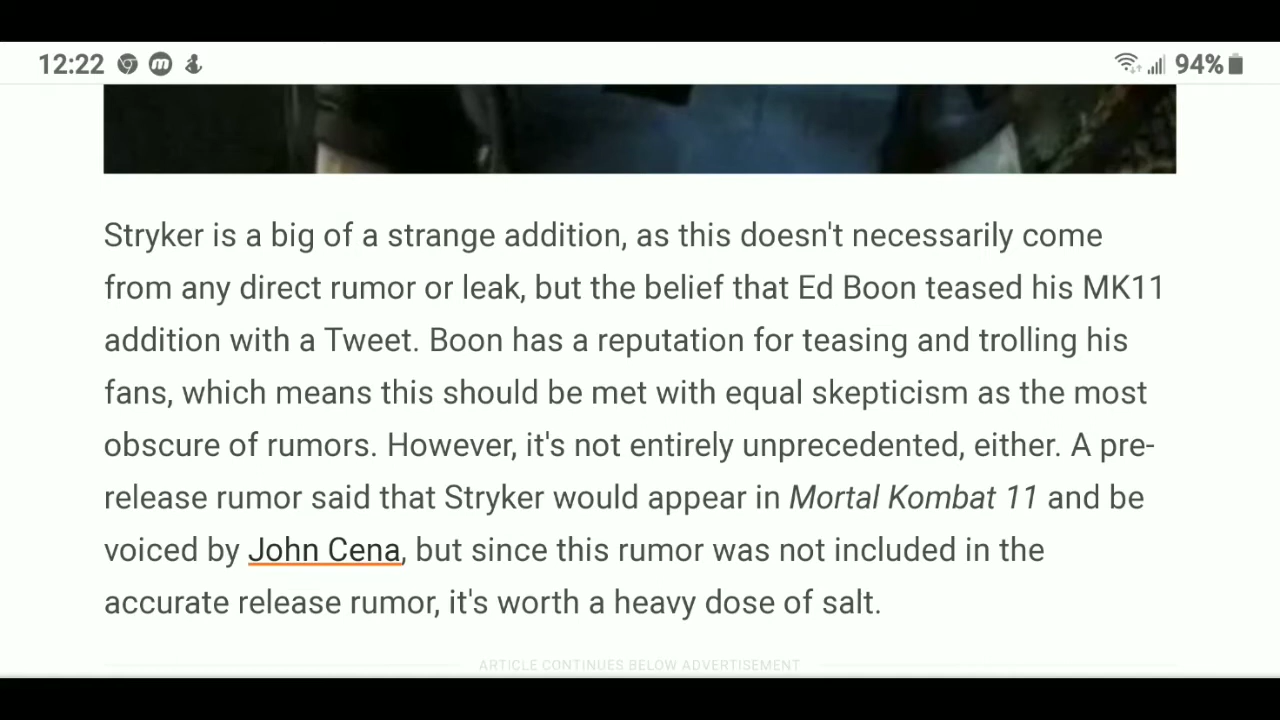 12:22
94%
Stryker is a big of a strange addition, as this doesn't necessarily come
from any direct rumor or leak, but the belief that Ed Boon teased his MK11
addition with a Tweet. Boon has a reputation for teasing and trolling his
fans, which means this should be met with equal skepticism as the most
obscure of rumors. However, it's not entirely unprecedented, either. A pre-
release rumor said that Stryker would appear in Mortal Kombat 11 and be
voiced by John Cena, but since this rumor was not included in the
accurate release rumor, it's worth a heavy dose of salt.
ARTICLE CONTINUES BELOW ADVERTISEMENT